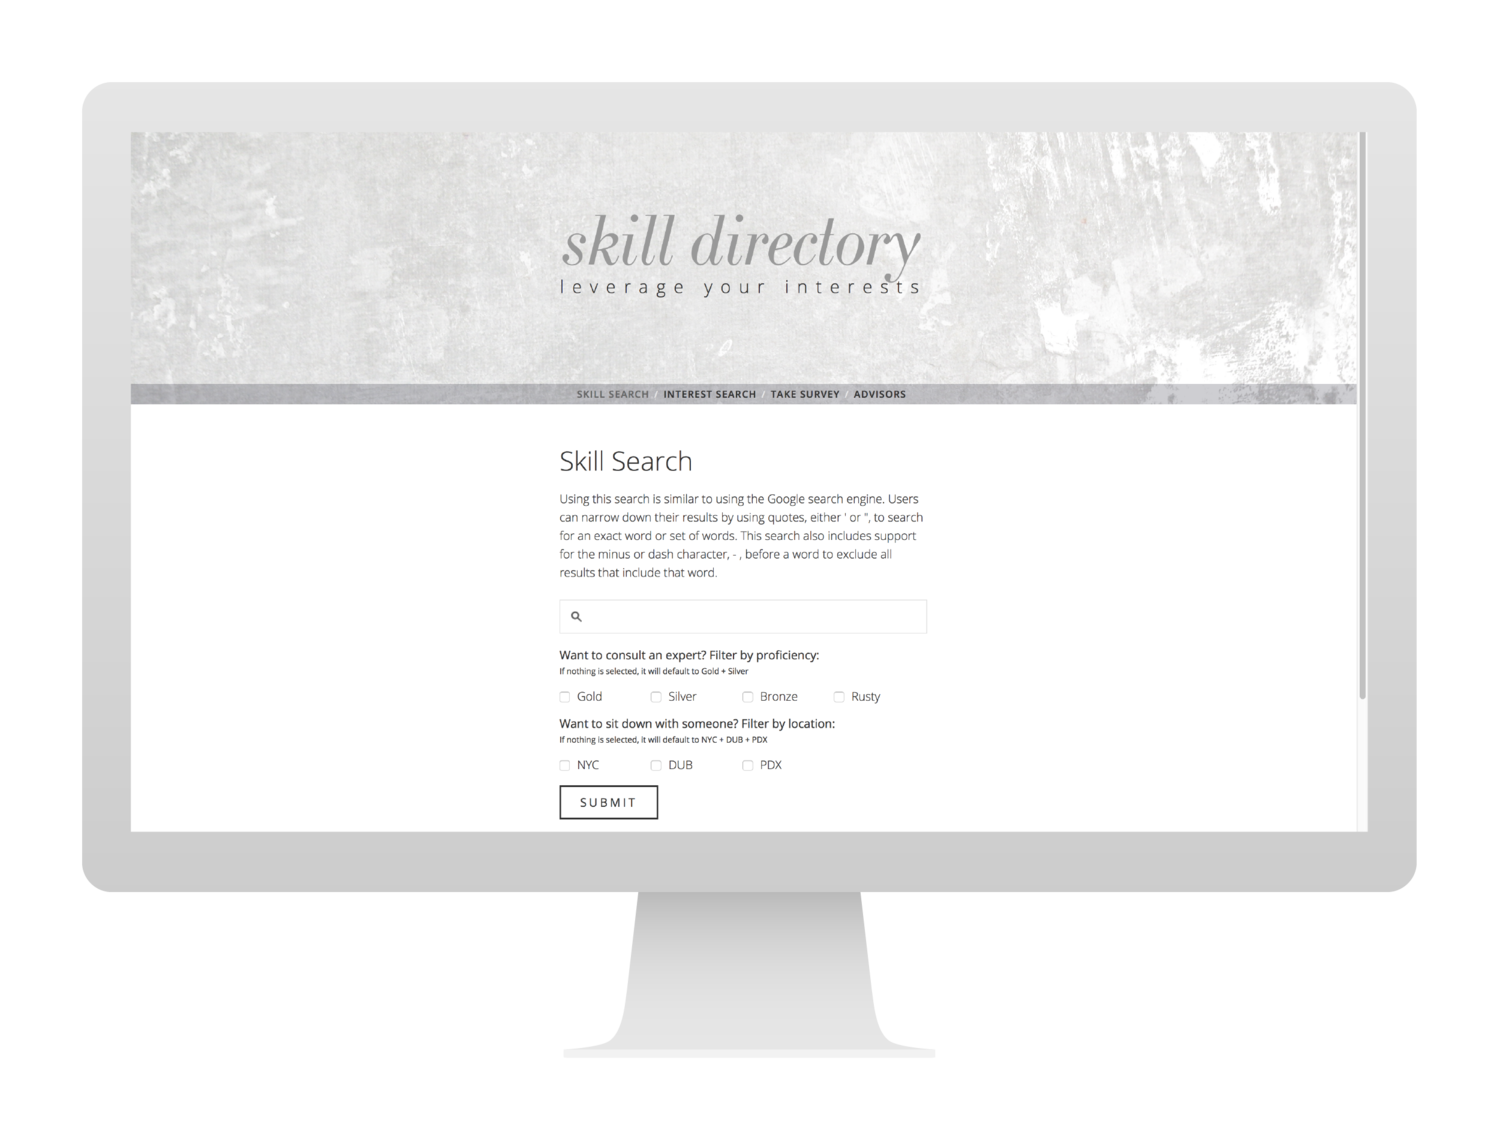 skill directory
leverage your interests
SKILL SEARCH / INTEREST SEARCH / TAKE SURVEY / ADVISORS
Skill Search
Using this search is similar to using the Google search engine. Users
can narrow down their results by using quotes, either ' or ", to search
for an exact word or set of words. This search also includes support
for the minus or dash character, - , before a word to exclude all
results that include that word.
Want to consult an expert? Filter by proficiency:
If nothing is selected, it will default to Gold + Silver
Gold Silver Bronze Rusty
Want to sit down with someone? Filter by location:
If nothing is selected, it will default to NYC + DUB + PDX
NYC DUB PDX
SUBMIT